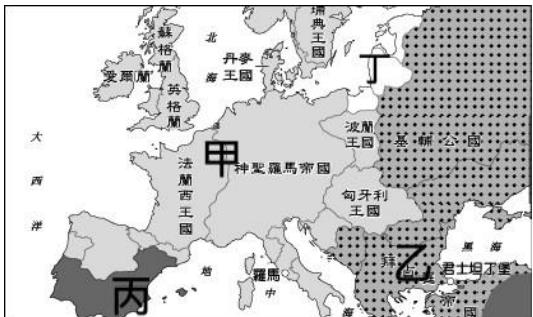 瑞典王國
北海
蘇格蘭
愛爾蘭
英格蘭
丹麥王國
丁
波蘭王國
基輔公國
大西洋
法蘭西王國
甲
神聖羅馬帝國
匈牙利王國
黑海
乙
拜占庭帝國
君士坦丁堡
羅馬
丙
地中海